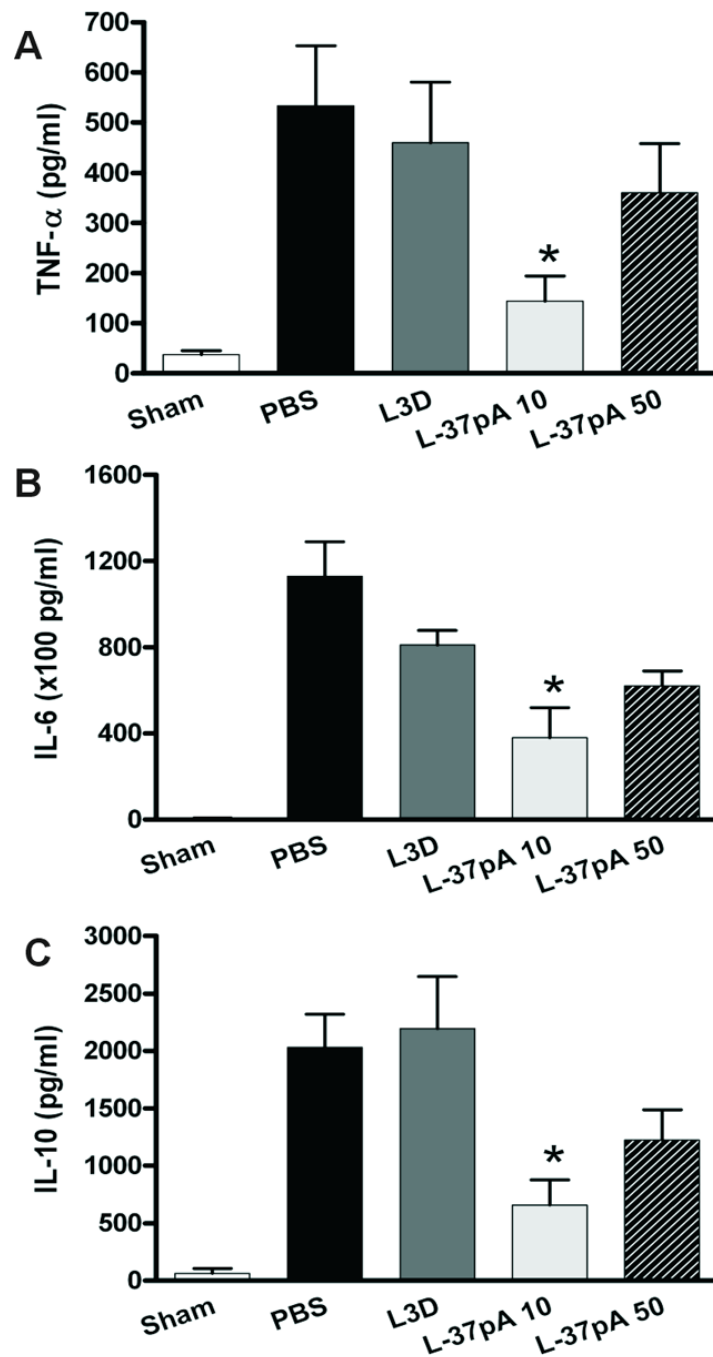 A
TNF-α (pg/ml)
700
600
500
400
300
200
100
0
*
Sham
PBS
L3D
L-37pA 10
L-37pA 50
B
IL-6 (x100 pg/ml)
1600
1200
800
400
0
*
Sham
PBS
L3D
L-37pA 10
L-37pA 50
C
IL-10 (pg/ml)
3000
2500
2000
1500
1000
500
0
*
Sham
PBS
L3D
L-37pA 10
L-37pA 50